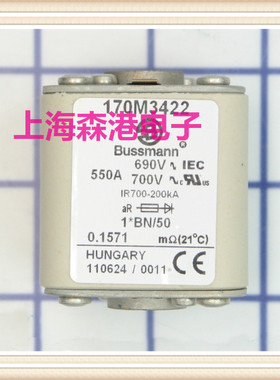 170M3422
上海森港电子
Bussmann®
690V ∿ IEC
550A 700V ∿
IR700-200kA
aR
1*BN/50
0.1571 mΩ(21°C)
HUNGARY
110624 / 0011
CE